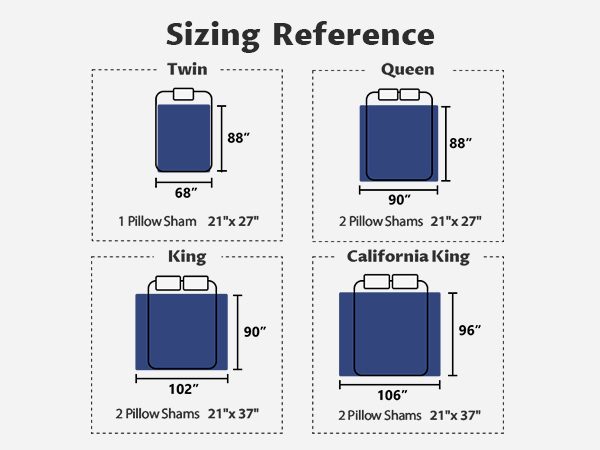 Sizing Reference
Twin
88”
68”
1 Pillow Sham 21"x 27"
Queen
88”
90”
2 Pillow Shams 21"x 27"
King
90”
102”
2 Pillow Shams 21"x 37"
California King
96”
106”
2 Pillow Shams 21"x 37"